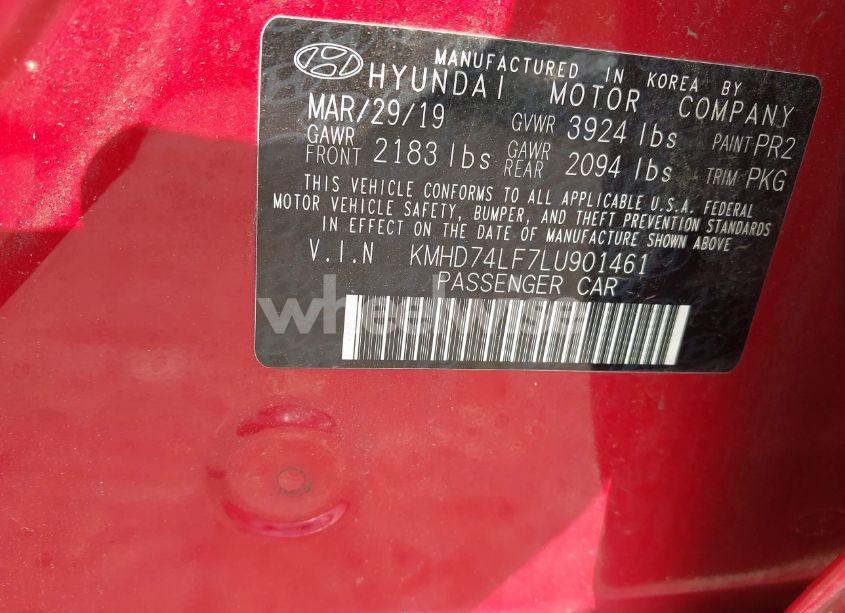 MANUFACTURED IN KOREA BY
HYUNDAI MOTOR COMPANY
MAR/29/19 GVWR 3924 lbs PAINT PR2
GAWR FRONT 2183 lbs GAWR REAR 2094 lbs TRIM PKG
THIS VEHICLE CONFORMS TO ALL APPLICABLE U.S.A. FEDERAL
MOTOR VEHICLE SAFETY, BUMPER, AND THEFT PREVENTION STANDARDS
IN EFFECT ON THE DATE OF MANUFACTURE SHOWN ABOVE
V.I.N KMHD74LF7LU901461
PASSENGER CAR
wheelwise